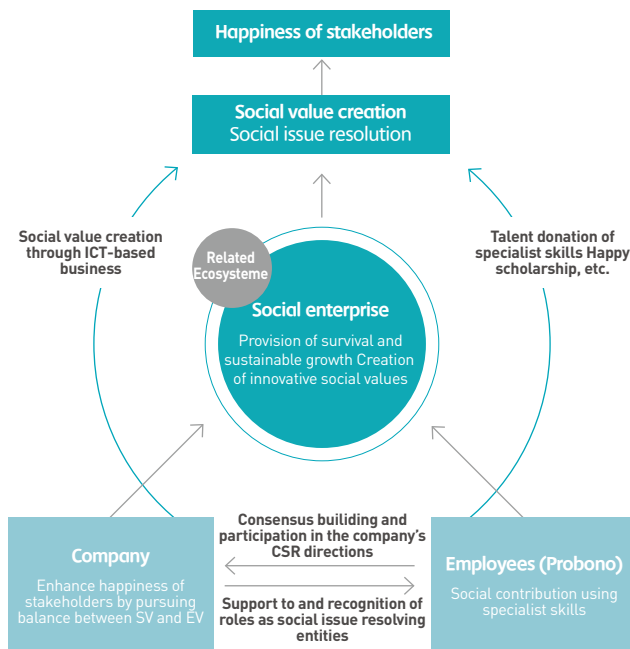 Happiness of stakeholders
Social value creation
Social issue resolution
Social value creation
through ICT-based
business
Related
Ecosysteme
Talent donation of
specialist skills Happy
scholarship, etc.
Social enterprise
Provision of survival and
sustainable growth Creation
of innovative social values
Company
Enhance happiness of
stakeholders by pursuing
balance between SV and EV
Consensus builiding and
participation in the company's
CSR directions
Support to and recognition of
roles as social issue resolving
entities
Employees (Probono)
Social contribution using
specialist skills